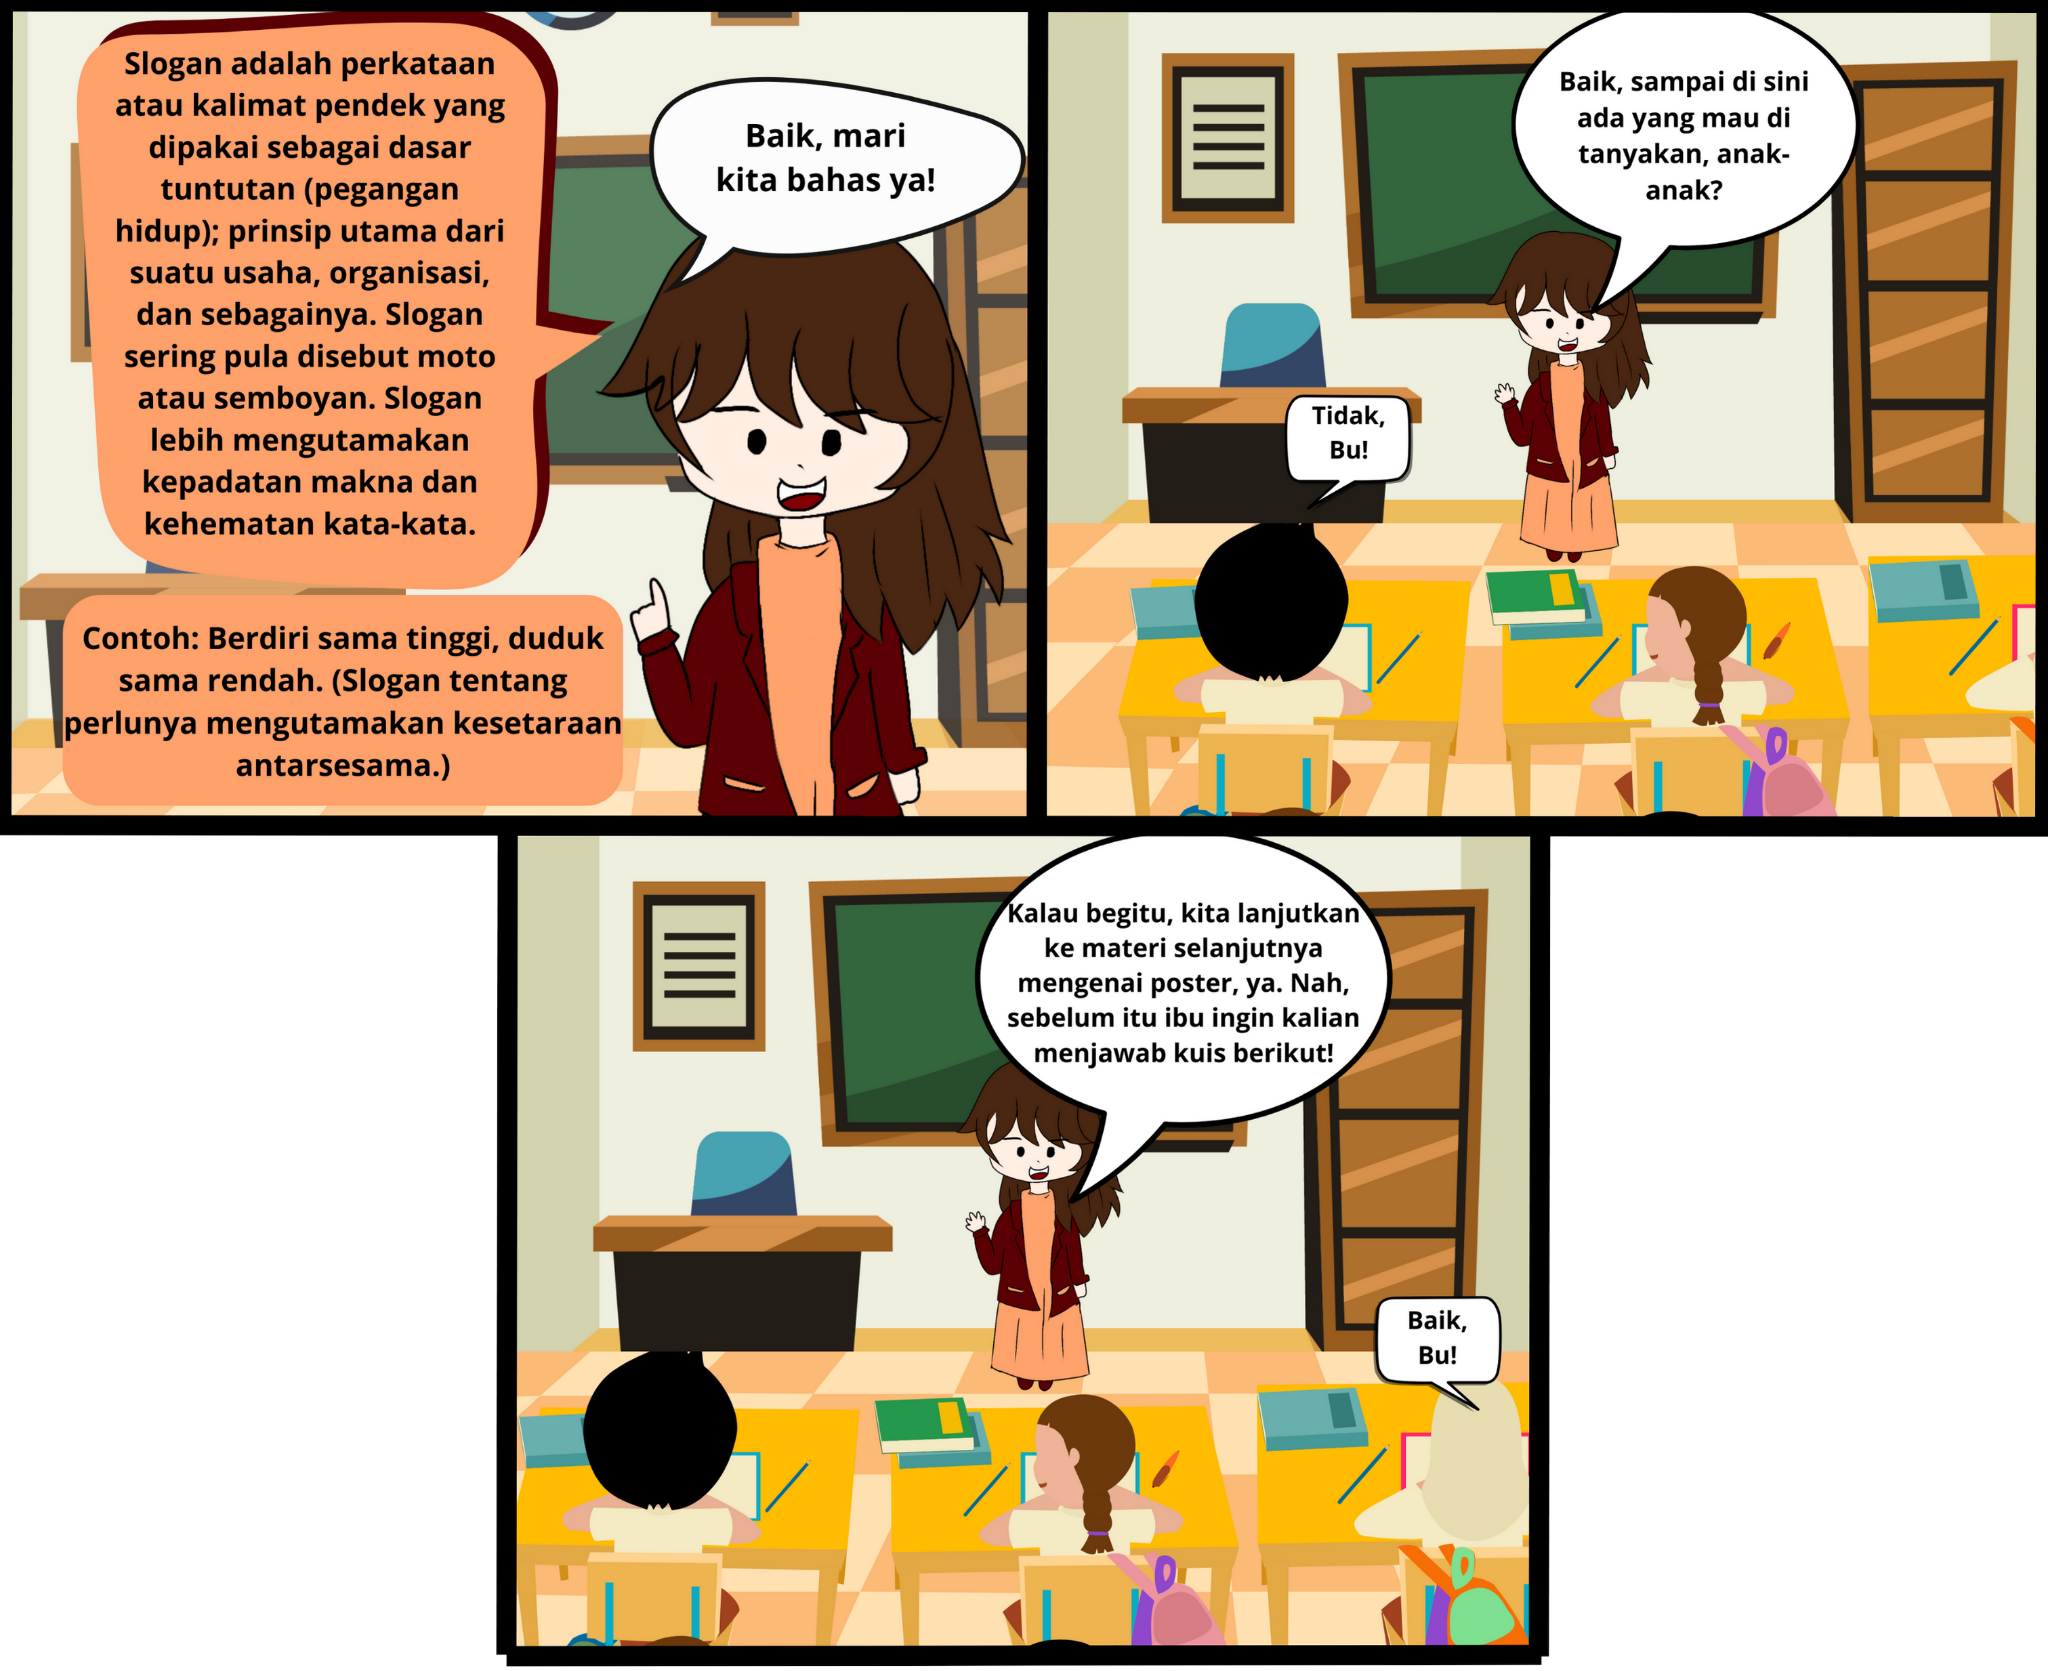 Slogan adalah perkataan
atau kalimat pendek yang
dipakai sebagai dasar
tuntutan (pegangan
hidup); prinsip utama dari
suatu usaha, organisasi,
dan sebagainya. Slogan
sering pula disebut moto
atau semboyan. Slogan
lebih mengutamakan
kepadatan makna dan
kehematan kata-kata.
Baik, mari
kita bahas ya!
Contoh: Berdiri sama tinggi, duduk
sama rendah. (Slogan tentang
perlunya mengutamakan kesetaraan
antarsesama.)
Baik, sampai di sini
ada yang mau di
tanyakan, anak-
anak?
Tidak,
Bu!
Kalau begitu, kita lanjutkan
ke materi selanjutnya
mengenai poster, ya. Nah,
sebelum itu ibu ingin kalian
menjawab kuis berikut!
Baik,
Bu!